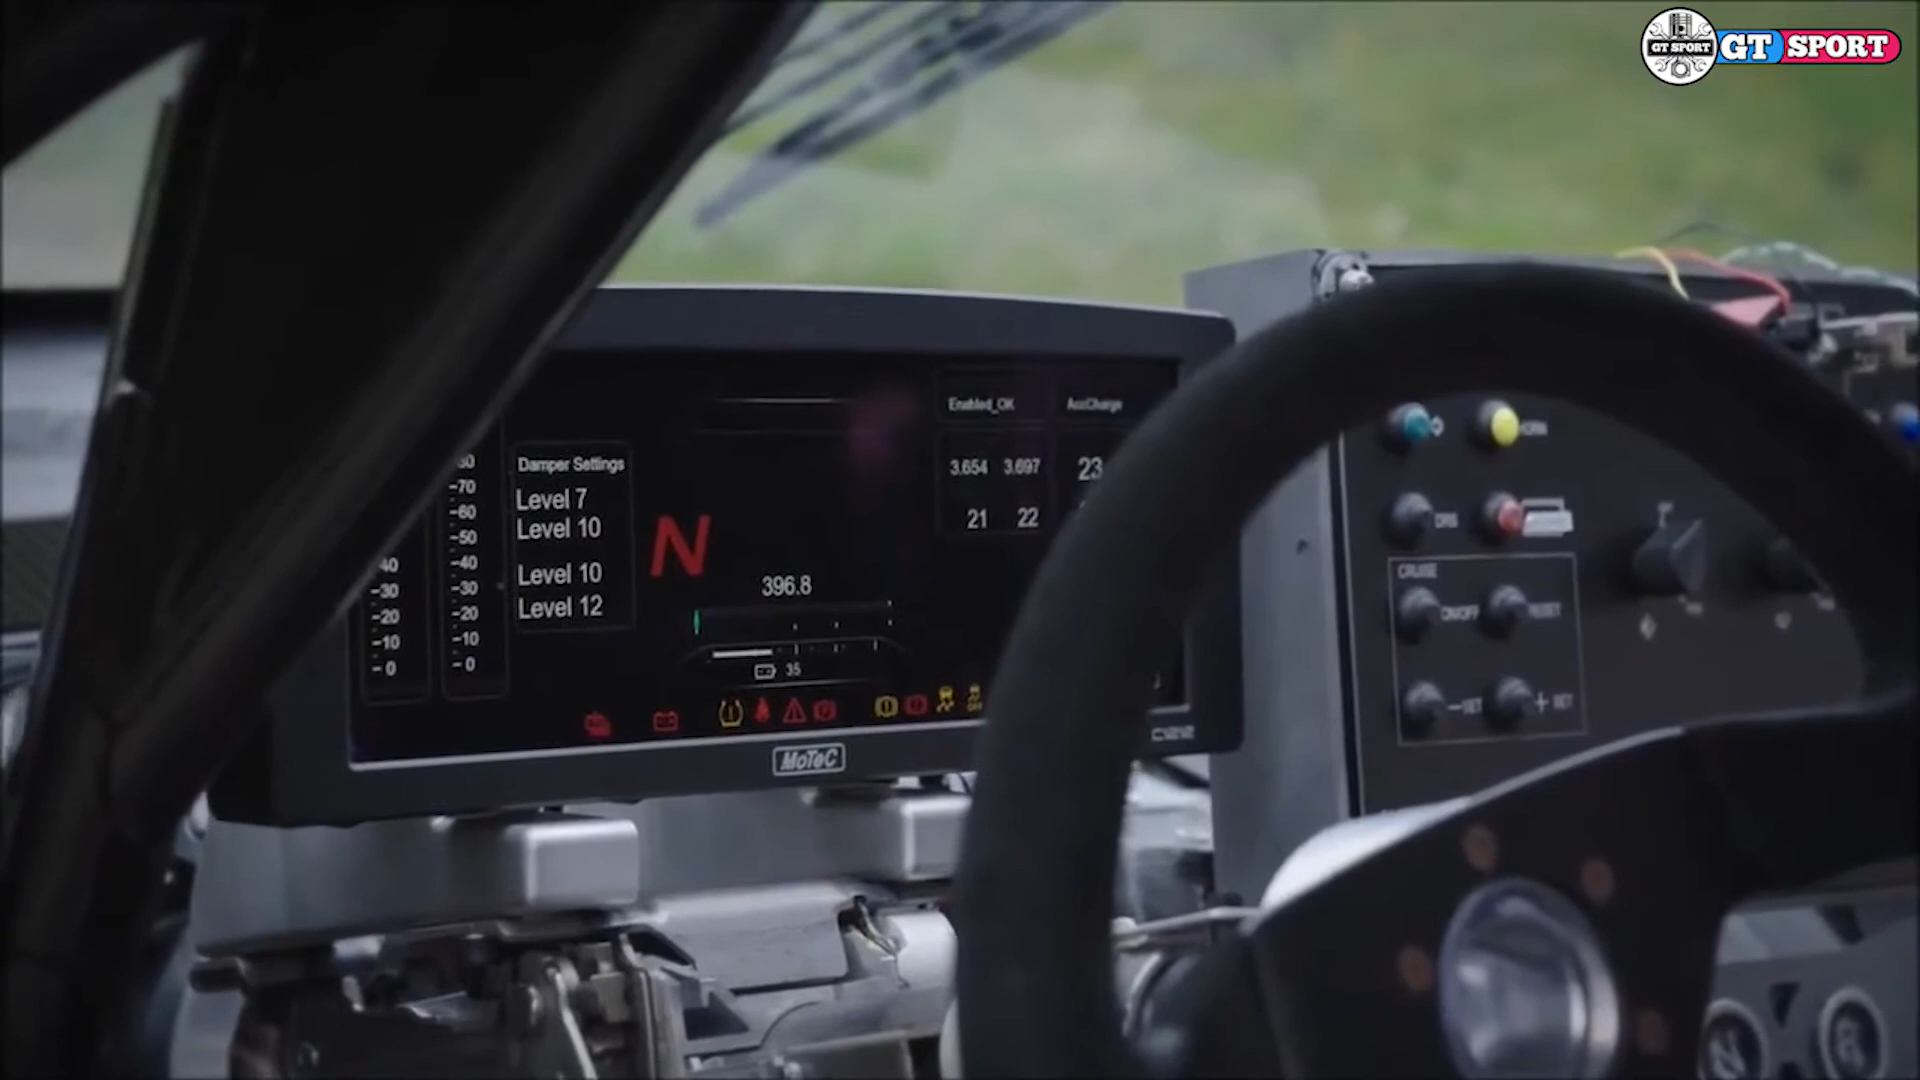 GT SPORT
GT SPORT
Enabled_OK
AccCharge
3.654 3.697
23
21 22
Damper Settings
Level 7
Level 10
Level 10
Level 12
N
396.8
35
-70
-60
-50
-40
-30
-20
-10
-0
40
-30
-20
-10
-0
MoTeC
C1212
HORN
DRS
CRUISE
ON/OFF
RESET
-SET
+ SET
N
R